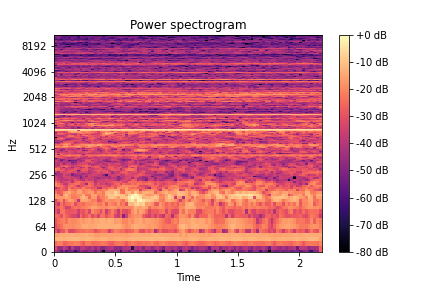 Power spectrogram
8192
4096
2048
1024
512
256
128
64
0
Hz
0
0.5
1
1.5
2
Time
+0 dB
-10 dB
-20 dB
-30 dB
-40 dB
-50 dB
-60 dB
-70 dB
-80 dB